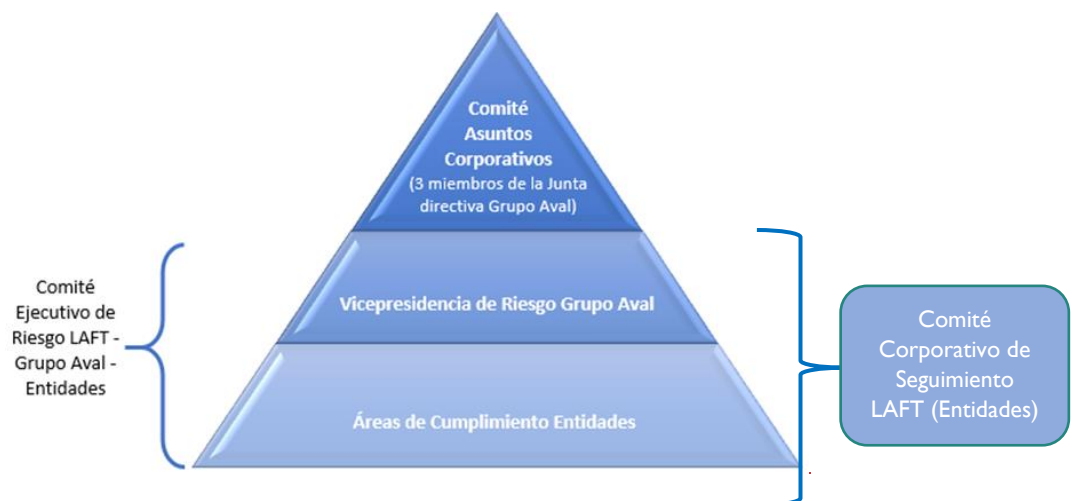 Comité
Asuntos
Corporativos
(3 miembros de la Junta
directiva Grupo Aval)
Vicepresidencia de Riesgo Grupo Aval
Áreas de Cumplimiento Entidades
Comité
Ejecutivo de
Riesgo LAFT -
Grupo Aval -
Entidades
Comité
Corporativo de
Seguimiento
LAFT (Entidades)